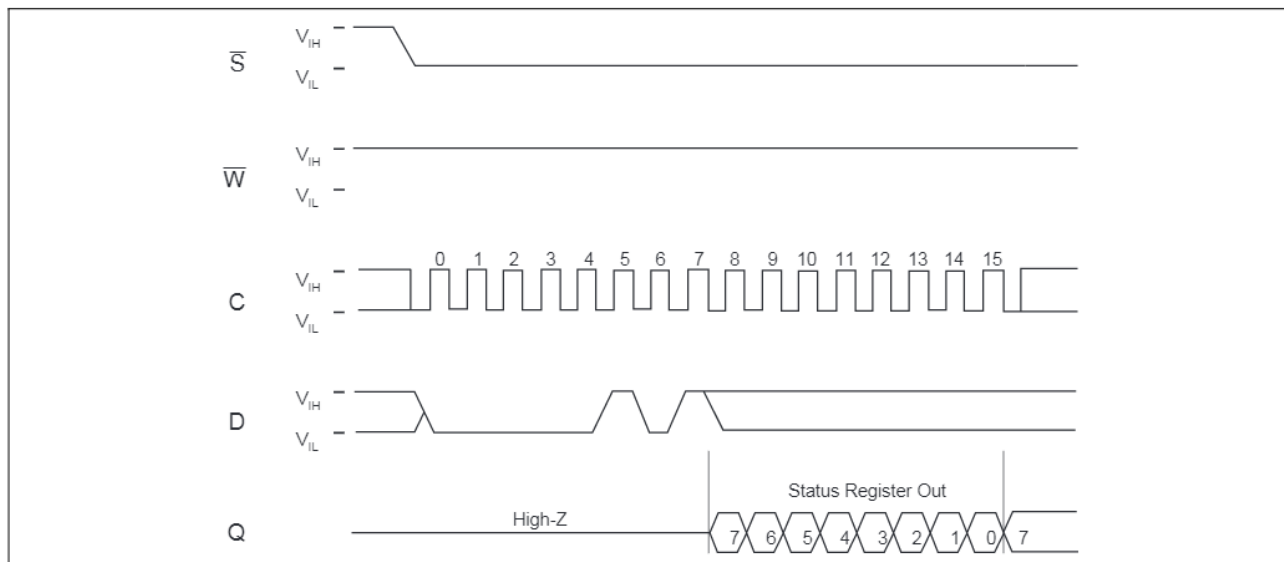 S̅
V_IH
V_IL
W̅
V_IH
V_IL
0 1 2 3 4 5 6 7 8 9 10 11 12 13 14 15
C
V_IH
V_IL
D
V_IH
V_IL
Status Register Out
Q
High-Z
7 6 5 4 3 2 1 0 7